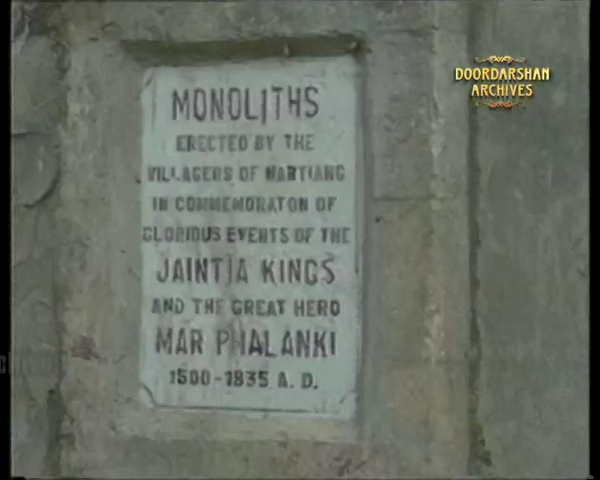 DOORDARSHAN
ARCHIVES
MONOLITHS
ERECTED BY THE
VILLAGERS OF NARTIANG
IN COMMEMORATON OF
GLORIOUS EVENTS OF THE
JAINTIA KINGS
AND THE GREAT HERO
MAR PHALANKI
1500-1835 A. D.